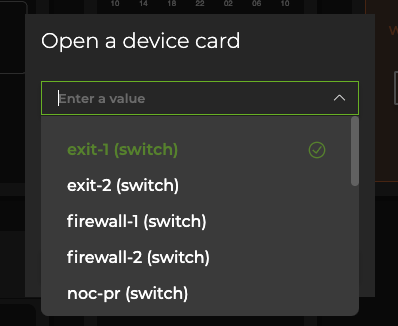 10 14 18 22 02 06 10
Open a device card
Enter a value
exit-1 (switch)
exit-2 (switch)
firewall-1 (switch)
firewall-2 (switch)
noc-pr (switch)